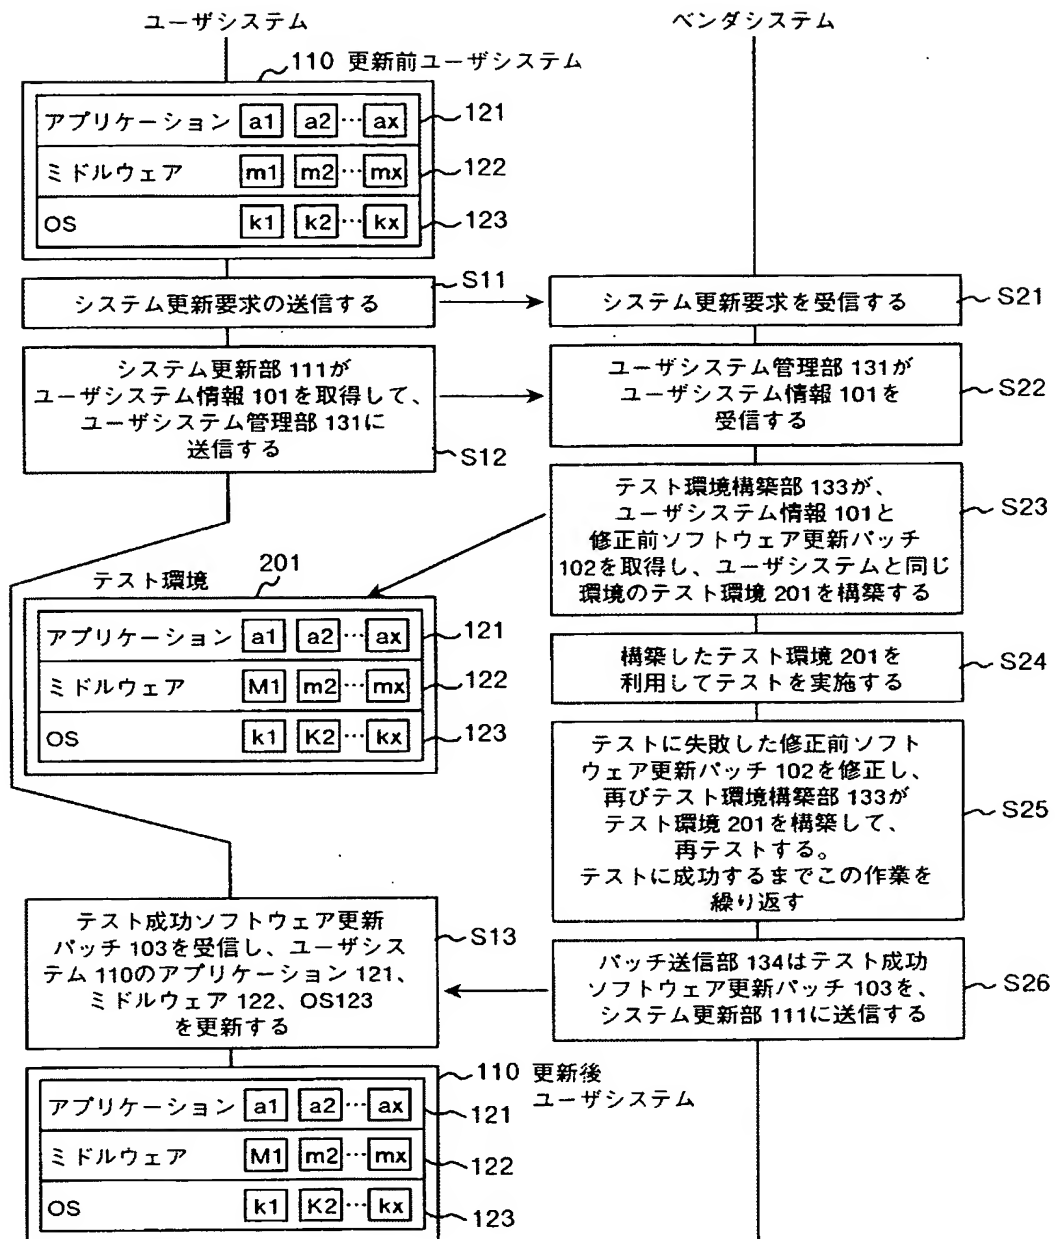 ユーザシステム
ベンダシステム
110 更新前ユーザシステム
アプリケーション a1 a2 … ax 121
ミドルウェア m1 m2 … mx 122
OS k1 k2 … kx 123
システム更新要求の送信する
S11
システム更新要求を受信する
S21
システム更新部 111が
ユーザシステム情報 101を取得して、
ユーザシステム管理部 131に
送信する
S12
ユーザシステム管理部 131が
ユーザシステム情報 101を
受信する
S22
テスト環境構築部 133が、
ユーザシステム情報 101と
修正前ソフトウェア更新パッチ
102を取得し、ユーザシステムと同じ
環境のテスト環境 201を構築する
S23
テスト環境
201
アプリケーション a1 a2 … ax 121
ミドルウェア M1 m2 … mx 122
OS k1 K2 … kx 123
構築したテスト環境 201を
利用してテストを実施する
S24
テストに失敗した修正前ソフト
ウェア更新パッチ 102を修正し、
再びテスト環境構築部 133が
テスト環境 201を構築して、
再テストする。
テストに成功するまでこの作業を
繰り返す
S25
テスト成功ソフトウェア更新
パッチ 103を受信し、ユーザシス
テム 110のアプリケーション 121、
ミドルウェア 122、OS123
を更新する
S13
パッチ送信部 134はテスト成功
ソフトウェア更新パッチ 103を、
システム更新部 111に送信する
S26
110 更新後
ユーザシステム
アプリケーション a1 a2 … ax 121
ミドルウェア M1 m2 … mx 122
OS k1 K2 … kx 123